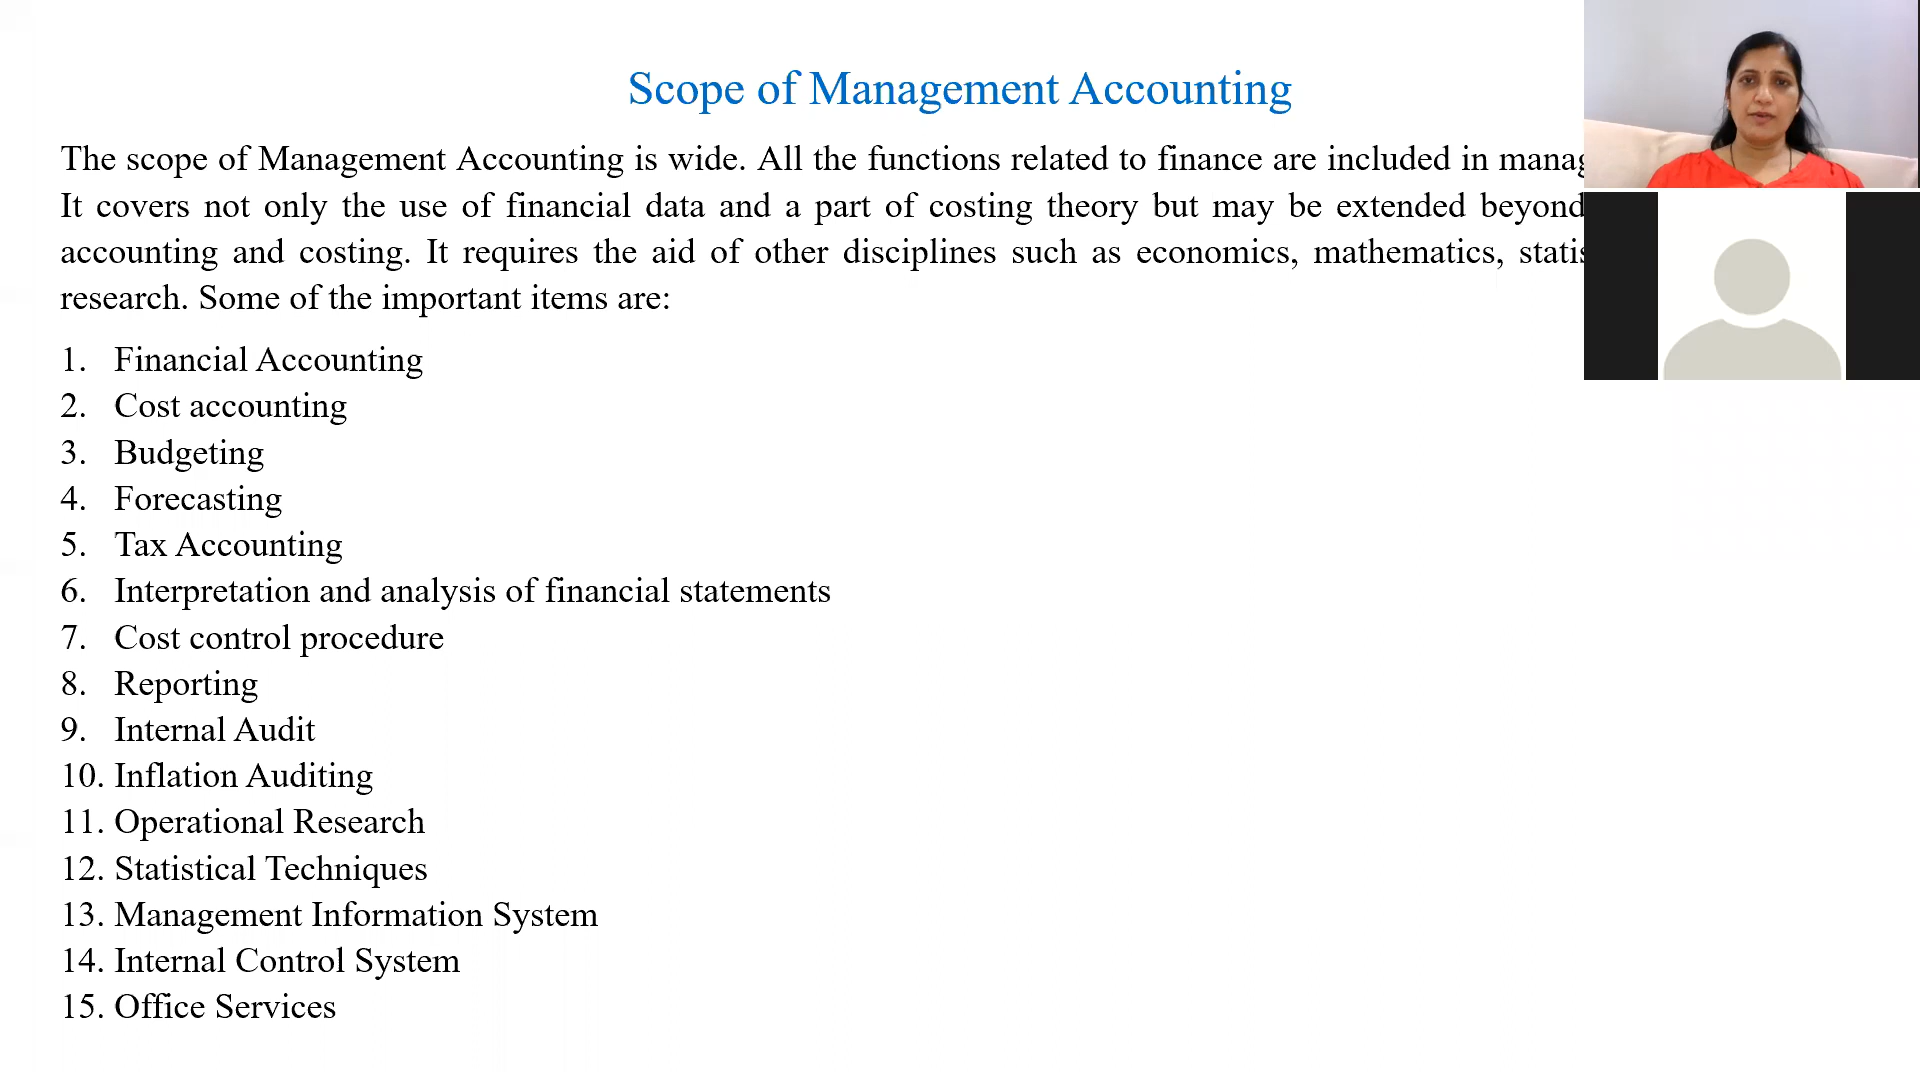 Scope of Management Accounting
The scope of Management Accounting is wide. All the functions related to finance are included in
It covers not only the use of financial data and a part of costing theory but may be extended beyond
accounting and costing. It requires the aid of other disciplines such as economics, mathematics,
research. Some of the important items are:
1. Financial Accounting
2. Cost accounting
3. Budgeting
4. Forecasting
5. Tax Accounting
6. Interpretation and analysis of financial statements
7. Cost control procedure
8. Reporting
9. Internal Audit
10. Inflation Auditing
11. Operational Research
12. Statistical Techniques
13. Management Information System
14. Internal Control System
15. Office Services